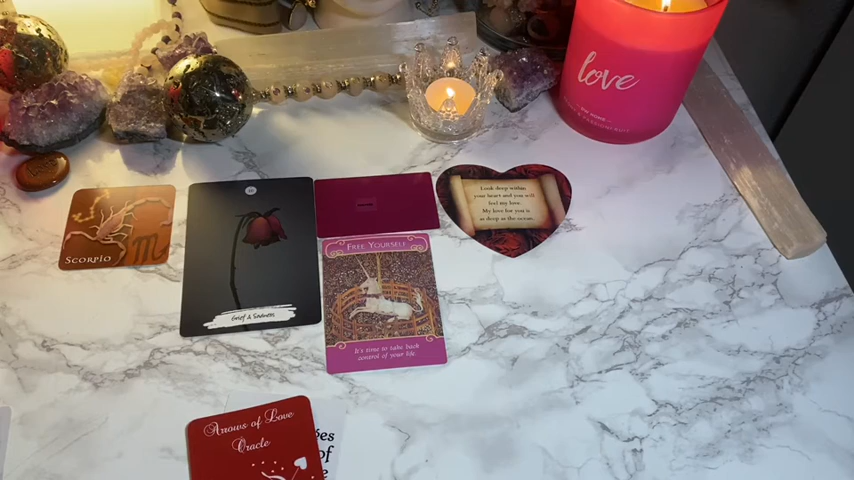 love
Look deep within
your heart and you will
feel my love.
My love for you is
as deep as the ocean.
Scorpio
Grief & Sadness
FREE YOURSELF
It's time to take back
control of your life.
Arrows of Love
Oracle
of